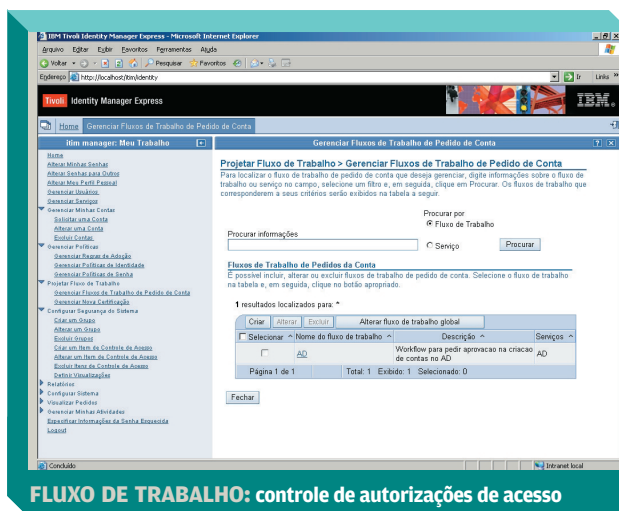 IBM Tivoli Identity Manager Express - Microsoft Internet Explorer
Arquivo Editar Exibir Favoritos Ferramentas Ajuda
Voltar Pesquisar Favoritos
Endereço http://localhost/itim/identity Ir Links »
Tivoli Identity Manager Express IBM.
Home Gerenciar Fluxos de Trabalho de Pedido de Conta
itim manager: Meu Trabalho
Home
Alterar Minhas Senhas
Alterar Senhas para Outros
Alterar Meu Perfil Pessoal
Gerenciar Usuários
Gerenciar Serviços
Gerenciar Minhas Contas
Solicitar uma Conta
Alterar uma Conta
Excluir Contas
Gerenciar Políticas
Gerenciar Regras de Adoção
Gerenciar Políticas de Identidade
Gerenciar Políticas de Senha
Projetar Fluxo de Trabalho
Gerenciar Fluxos de Trabalho de Pedido de Conta
Gerenciar Nova Certificação
Configurar Segurança do Sistema
Criar um Grupo
Alterar um Grupo
Excluir Grupos
Criar um Item de Controle de Acesso
Alterar um Item de Controle de Acesso
Excluir Itens de Controle de Acesso
Definir Visualizações
Relatórios
Configurar Sistema
Visualizar Pedidos
Gerenciar Minhas Atividades
Especificar Informações da Senha Esquecida
Logout
Gerenciar Fluxos de Trabalho de Pedido de Conta
Projetar Fluxo de Trabalho > Gerenciar Fluxos de Trabalho de Pedido de Conta
Para localizar o fluxo de trabalho de pedido de conta que deseja gerenciar, digite informações sobre o fluxo de
trabalho ou serviço no campo, selecione um filtro e, em seguida, clique em Procurar. Os fluxos de trabalho que
corresponderem a seus critérios serão exibidos na tabela a seguir.
Procurar por
Fluxo de Trabalho
Procurar informações
Serviço Procurar
Fluxos de Trabalho de Pedidos da Conta
É possível incluir, alterar ou excluir fluxos de trabalho de pedido de conta. Selecione o fluxo de trabalho
na tabela e, em seguida, clique no botão apropriado.
1 resultados localizados para: *
Criar Alterar Excluir Alterar fluxo de trabalho global
Selecionar ^ Nome do fluxo de trabalho ^ Descrição ^ Serviços ^
AD Workflow para pedir aprovacao na criacao
de contas no AD AD
Página 1 de 1 Total: 1 Exibido: 1 Selecionado: 0
Fechar
Concluído Intranet local
FLUXO DE TRABALHO: controle de autorizações de acesso